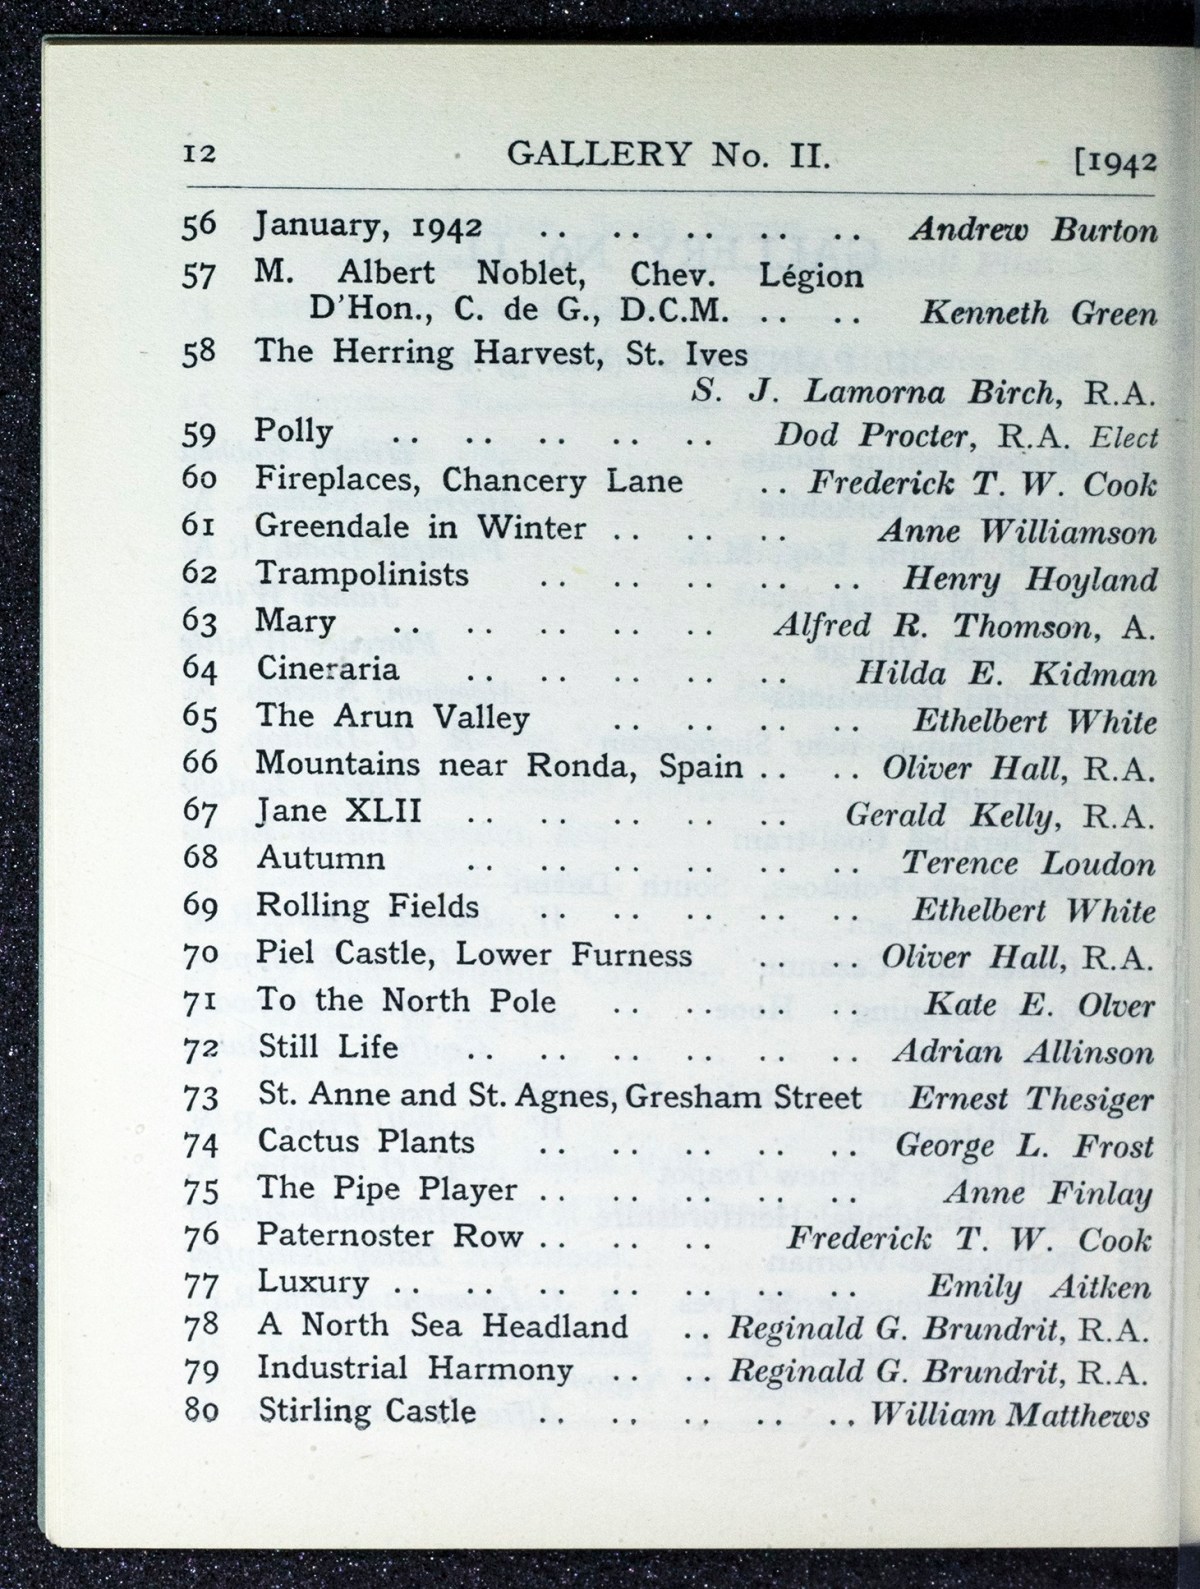 12 GALLERY No. II. [1942
56 January, 1942 .. .. .. .. .. Andrew Burton
57 M. Albert Noblet, Chev. Légion
D'Hon., C. de G., D.C.M. .. .. Kenneth Green
58 The Herring Harvest, St. Ives
S. J. Lamorna Birch, R.A.
59 Polly .. .. .. .. .. Dod Procter, R.A. Elect
60 Fireplaces, Chancery Lane .. Frederick T. W. Cook
61 Greendale in Winter .. .. .. Anne Williamson
62 Trampolinists .. .. .. .. .. Henry Hoyland
63 Mary .. .. .. .. .. Alfred R. Thomson, A.
64 Cineraria .. .. .. .. .. Hilda E. Kidman
65 The Arun Valley .. .. .. .. Ethelbert White
66 Mountains near Ronda, Spain .. .. Oliver Hall, R.A.
67 Jane XLII .. .. .. .. .. Gerald Kelly, R.A.
68 Autumn .. .. .. .. .. .. Terence Loudon
69 Rolling Fields .. .. .. .. .. Ethelbert White
70 Piel Castle, Lower Furness .. .. Oliver Hall, R.A.
71 To the North Pole .. .. .. .. Kate E. Olver
72 Still Life .. .. .. .. .. .. Adrian Allinson
73 St. Anne and St. Agnes, Gresham Street Ernest Thesiger
74 Cactus Plants .. .. .. .. .. George L. Frost
75 The Pipe Player .. .. .. .. .. Anne Finlay
76 Paternoster Row .. .. .. Frederick T. W. Cook
77 Luxury .. .. .. .. .. .. .. Emily Aitken
78 A North Sea Headland .. Reginald G. Brundrit, R.A.
79 Industrial Harmony .. .. Reginald G. Brundrit, R.A.
80 Stirling Castle .. .. .. .. .. William Matthews